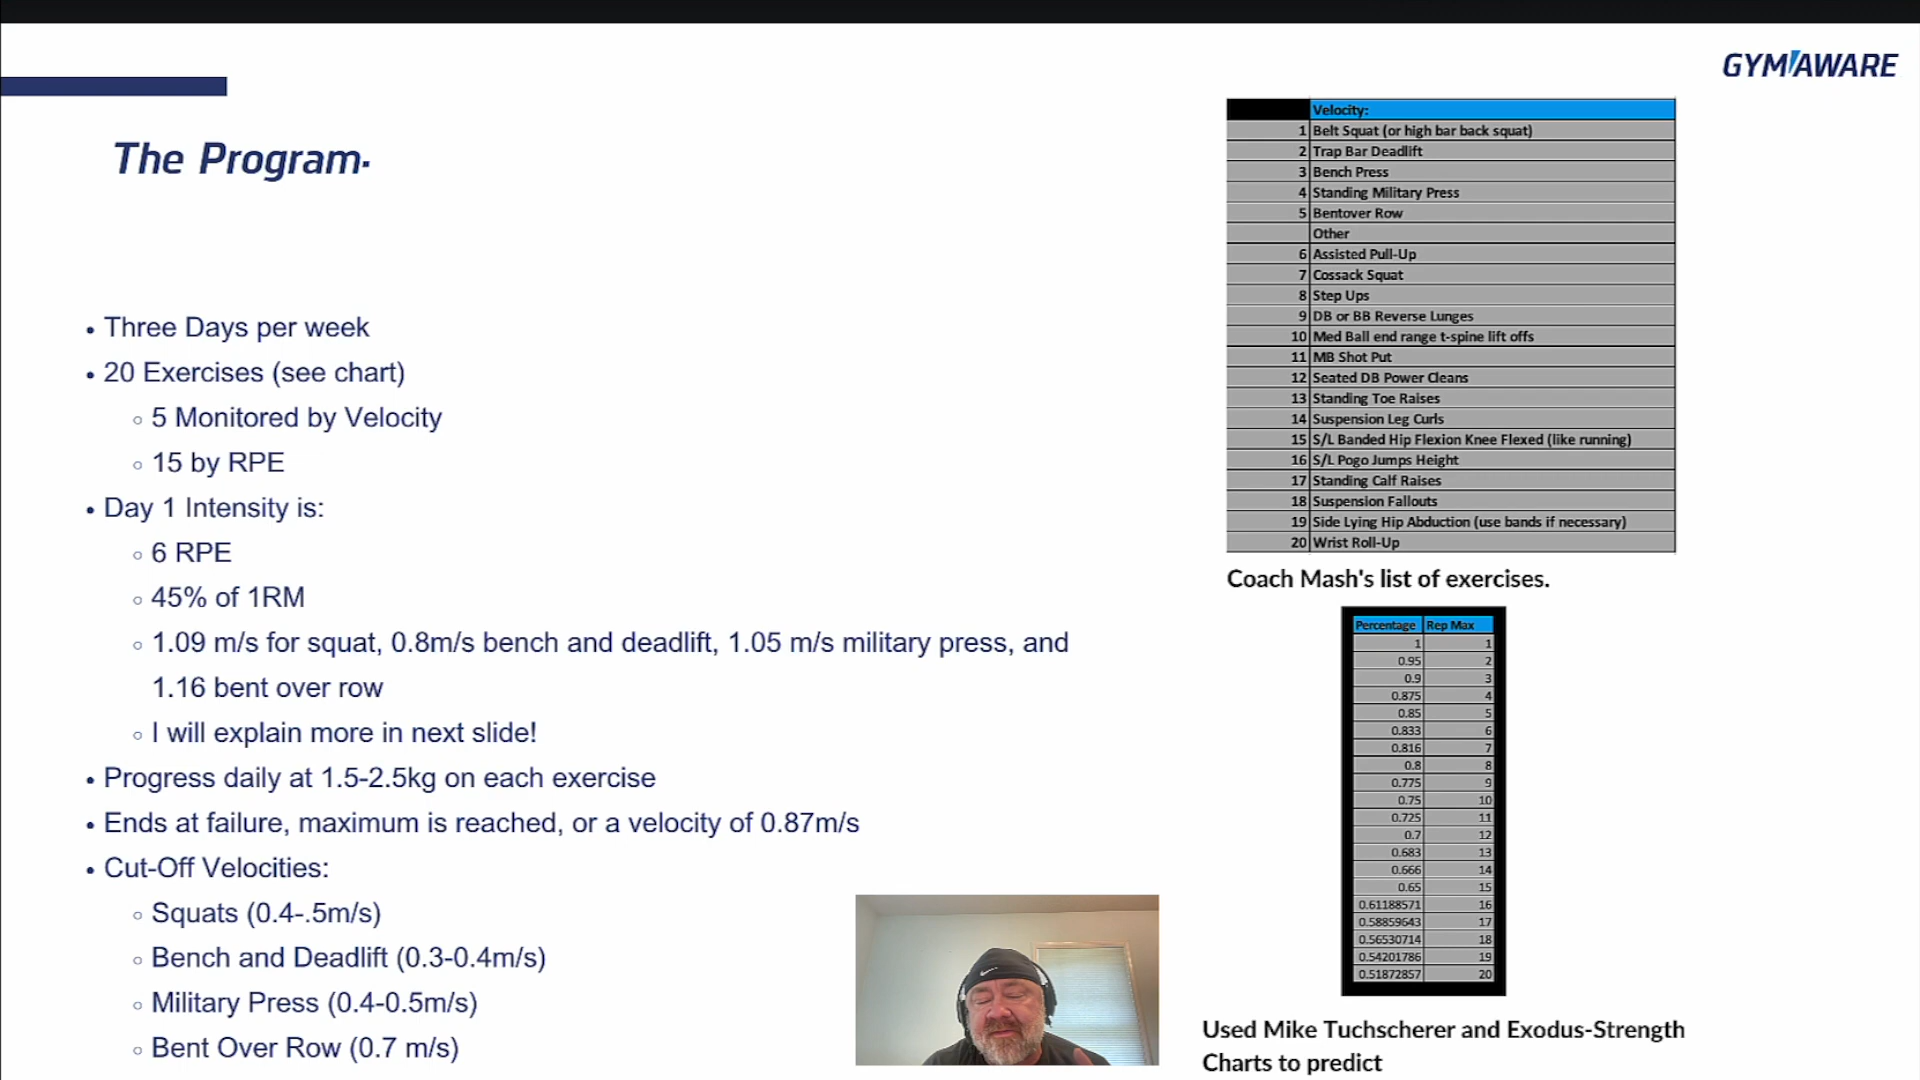 GYMAWARE
The Program.
• Three Days per week
• 20 Exercises (see chart)
○ 5 Monitored by Velocity
○ 15 by RPE
• Day 1 Intensity is:
○ 6 RPE
○ 45% of 1RM
○ 1.09 m/s for squat, 0.8m/s bench and deadlift, 1.05 m/s military press, and
1.16 bent over row
○ I will explain more in next slide!
• Progress daily at 1.5-2.5kg on each exercise
• Ends at failure, maximum is reached, or a velocity of 0.87m/s
• Cut-Off Velocities:
○ Squats (0.4-.5m/s)
○ Bench and Deadlift (0.3-0.4m/s)
○ Military Press (0.4-0.5m/s)
○ Bent Over Row (0.7 m/s)
Velocity:
1 Belt Squat (or high bar back squat)
2 Trap Bar Deadlift
3 Bench Press
4 Standing Military Press
5 Bentover Row
Other
6 Assisted Pull-Up
7 Cossack Squat
8 Step Ups
9 DB or BB Reverse Lunges
10 Med Ball end range t-spine lift offs
11 MB Shot Put
12 Seated DB Power Cleans
13 Standing Toe Raises
14 Suspension Leg Curls
15 S/L Banded Hip Flexion Knee Flexed (like running)
16 S/L Pogo Jumps Height
17 Standing Calf Raises
18 Suspension Fallouts
19 Side Lying Hip Abduction (use bands if necessary)
20 Wrist Roll-Up
Coach Mash's list of exercises.
Percentage Rep Max
1 1
0.95 2
0.9 3
0.875 4
0.85 5
0.833 6
0.816 7
0.8 8
0.775 9
0.75 10
0.725 11
0.7 12
0.683 13
0.666 14
0.65 15
0.61188571 16
0.58859643 17
0.56530714 18
0.54201786 19
0.51872857 20
Used Mike Tuchscherer and Exodus-Strength
Charts to predict